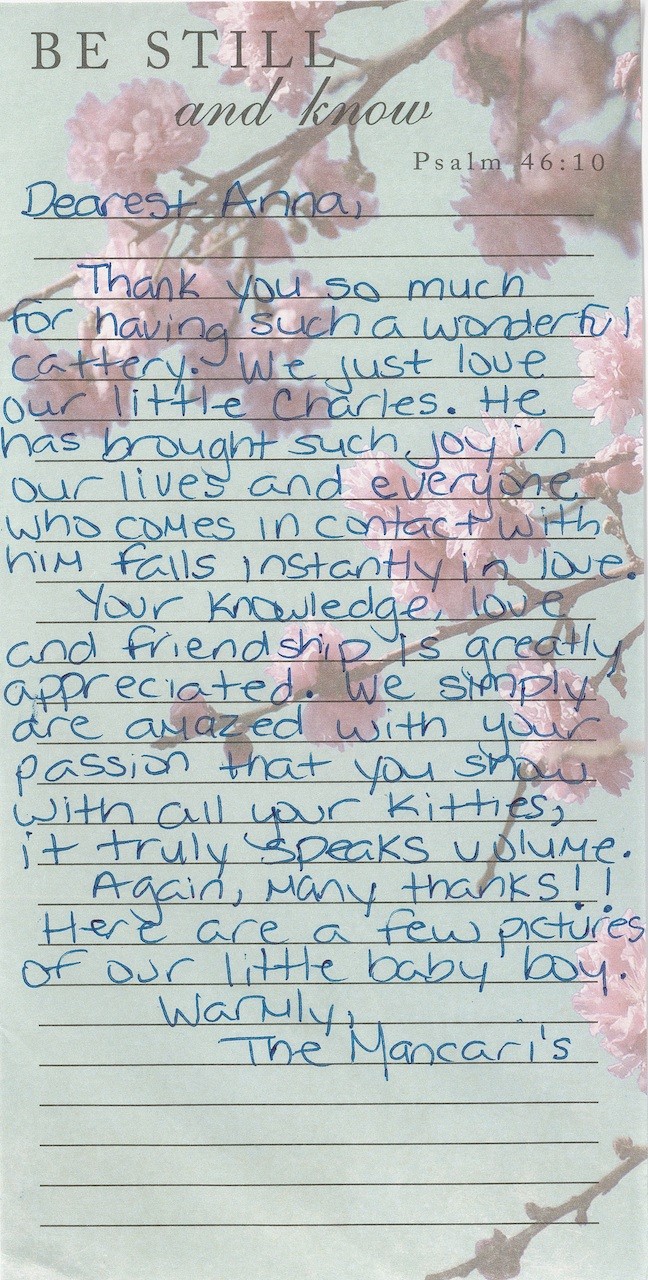 BE STILL
and know
Psalm 46:10
Dearest Anna,
Thank you so much
for having such a wonderful
cattery. We just love
our little Charles. He
has brought such joy in
our lives and everyone
who comes in contact with
him falls instantly in love.
Your knowledge, love
and friendship is greatly
appreciated. We simply
are amazed with your
passion that you show
with all your kitties,
it truly speaks volume.
Again, many thanks!!
Here are a few pictures
of our little baby boy.
Warmly,
The Mancari's